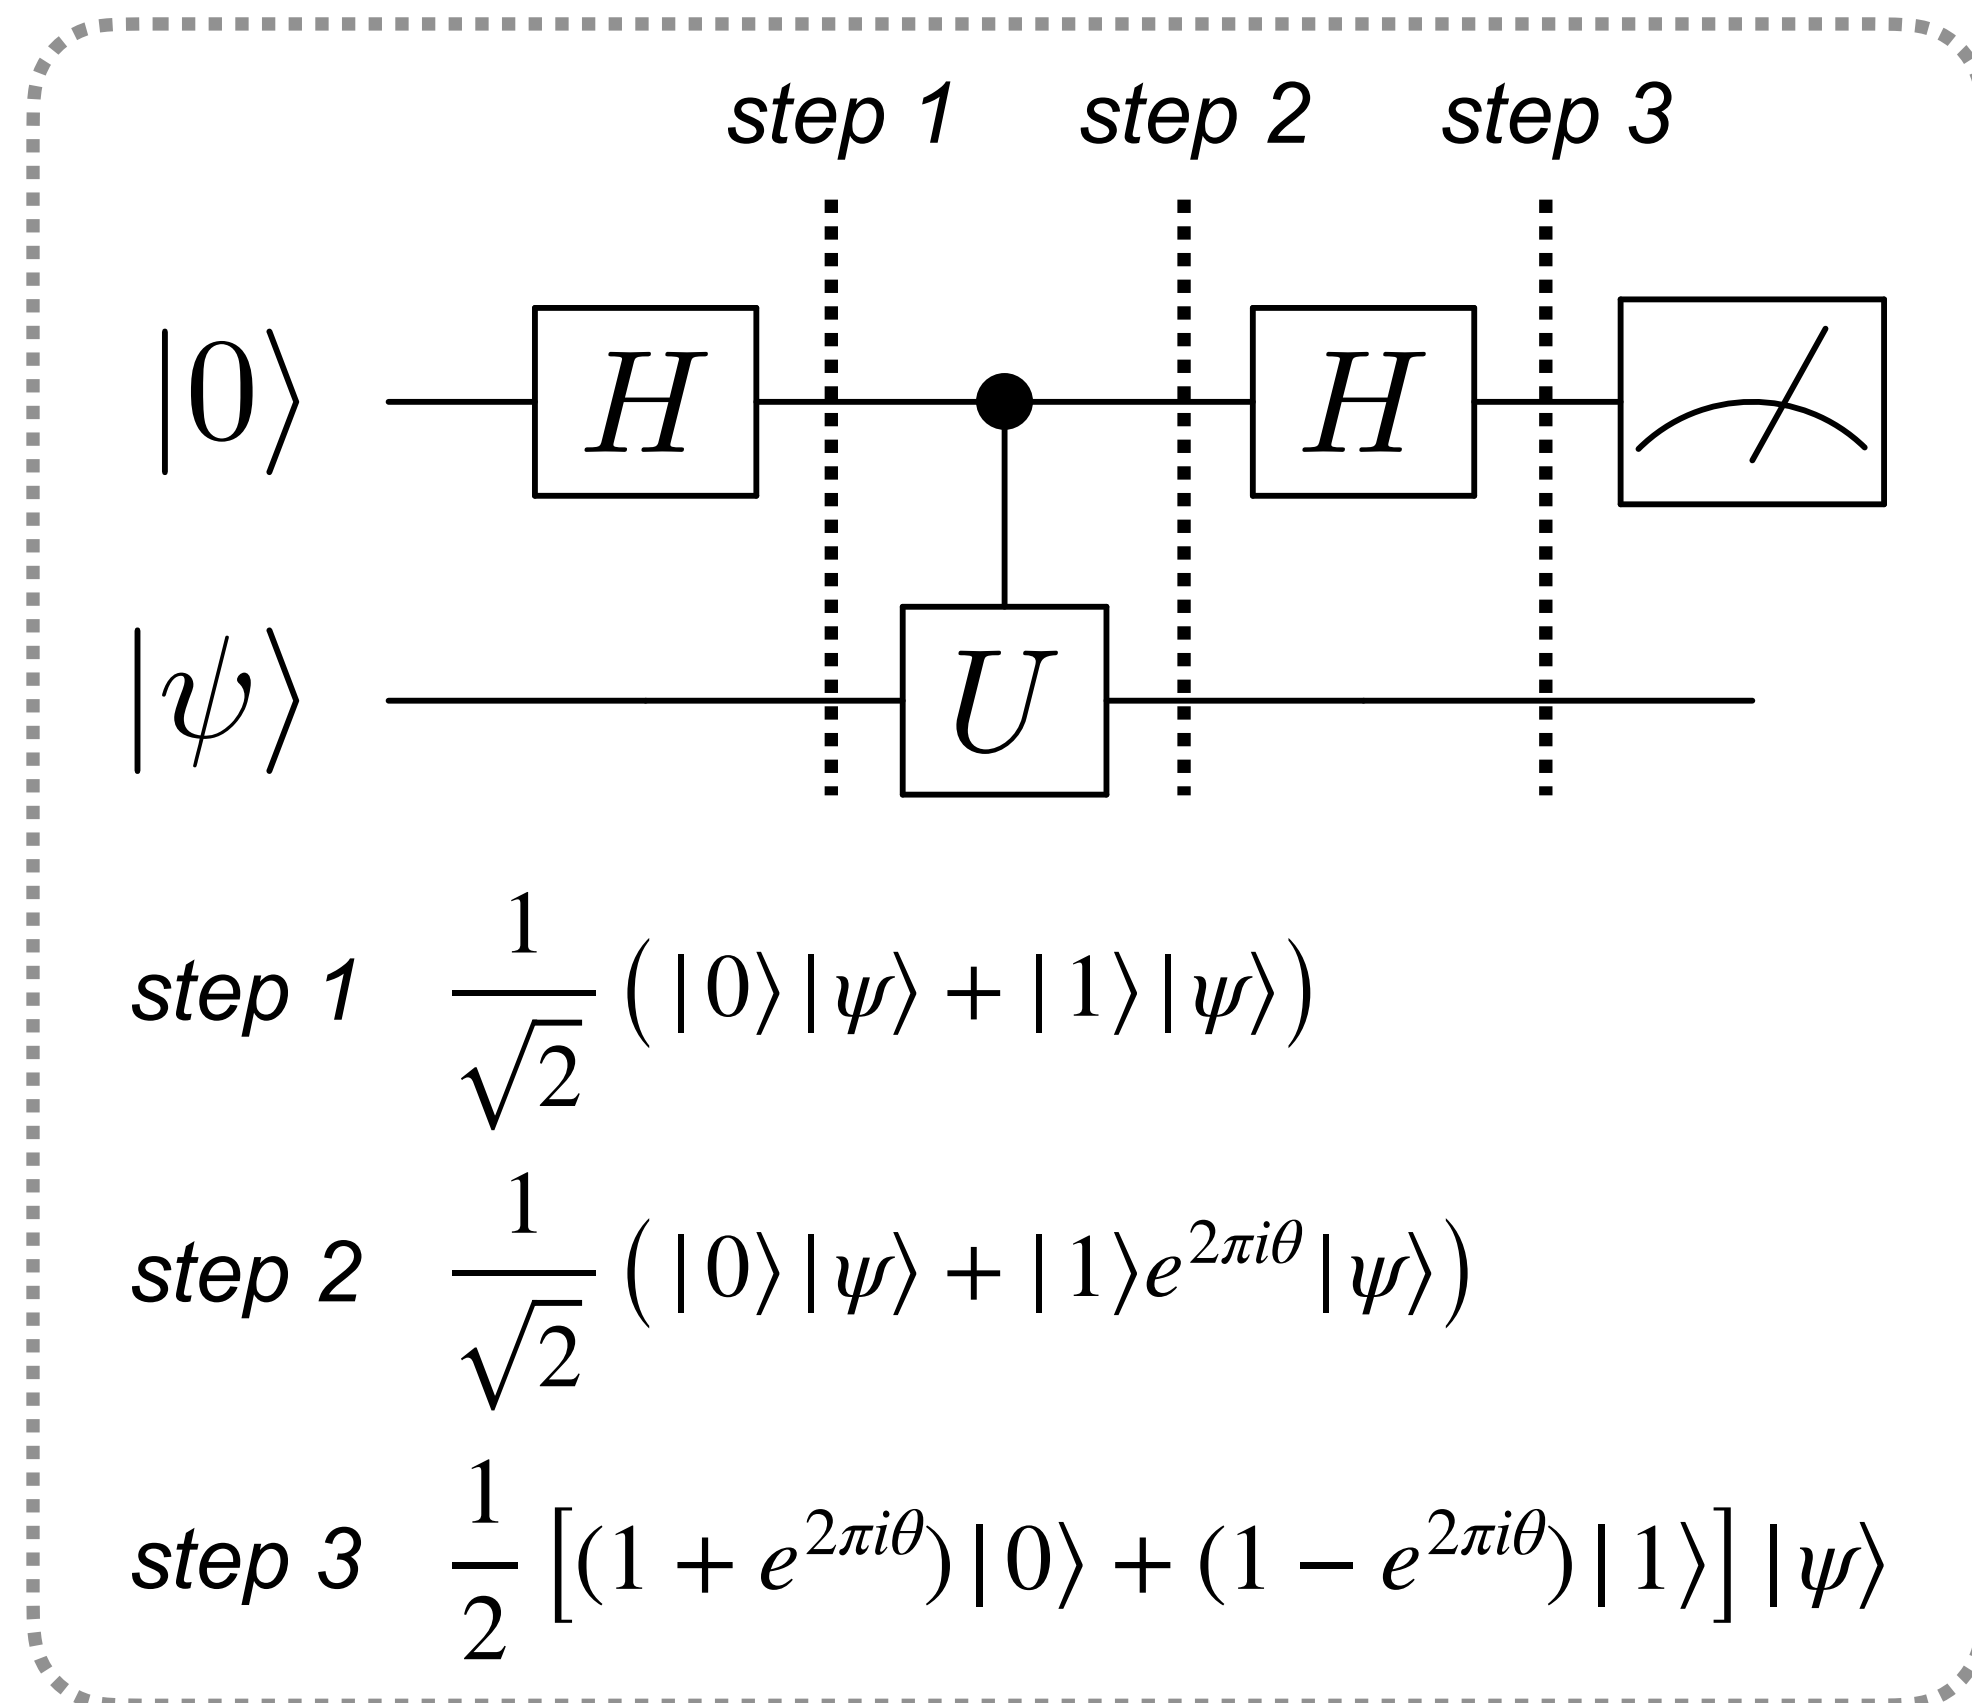 step 1 step 2 step 3
|0⟩ H H
|ψ⟩ U
step 1 1/√2 (|0⟩|ψ⟩ + |1⟩|ψ⟩)
step 2 1/√2 (|0⟩|ψ⟩ + |1⟩e^{2πiθ}|ψ⟩)
step 3 1/2 [(1 + e^{2πiθ})|0⟩ + (1 − e^{2πiθ})|1⟩]|ψ⟩